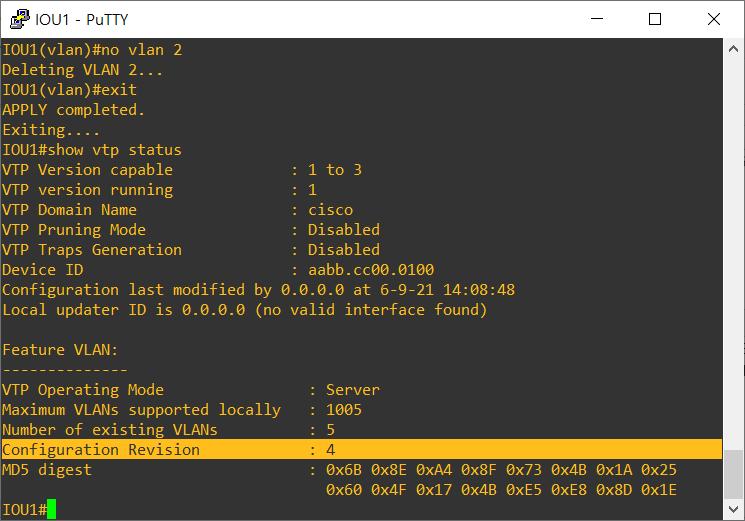 IOU1 - PuTTY
IOU1(vlan)#no vlan 2
Deleting VLAN 2...
IOU1(vlan)#exit
APPLY completed.
Exiting....
IOU1#show vtp status
VTP Version capable             : 1 to 3
VTP version running             : 1
VTP Domain Name                 : cisco
VTP Pruning Mode                : Disabled
VTP Traps Generation            : Disabled
Device ID                       : aabb.cc00.0100
Configuration last modified by 0.0.0.0 at 6-9-21 14:08:48
Local updater ID is 0.0.0.0 (no valid interface found)

Feature VLAN:
--------------
VTP Operating Mode                : Server
Maximum VLANs supported locally   : 1005
Number of existing VLANs          : 5
Configuration Revision            : 4
MD5 digest                        : 0x6B 0x8E 0xA4 0x8F 0x73 0x4B 0x1A 0x25
                                    0x60 0x4F 0x17 0x4B 0xE5 0xE8 0x8D 0x1E
IOU1#